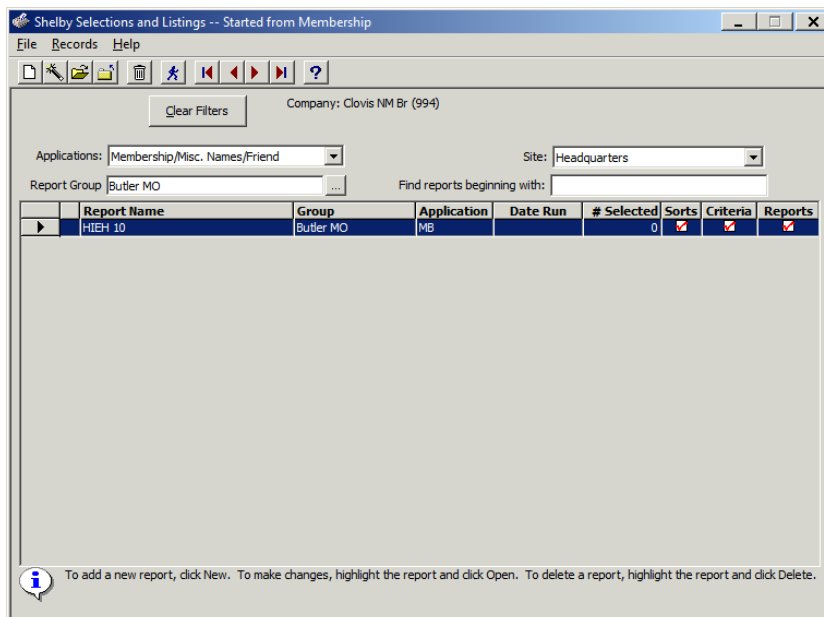 Shelby Selections and Listings -- Started from Membership
File Records Help
Clear Filters
Company: Clovis NM Br (994)
Applications: Membership/Misc. Names/Friend
Site: Headquarters
Report Group Butler MO ...
Find reports beginning with:
Report Name Group Application Date Run # Selected Sorts Criteria Reports
HIEH 10 Butler MO MB 0
To add a new report, click New. To make changes, highlight the report and click Open. To delete a report, highlight the report and click Delete.